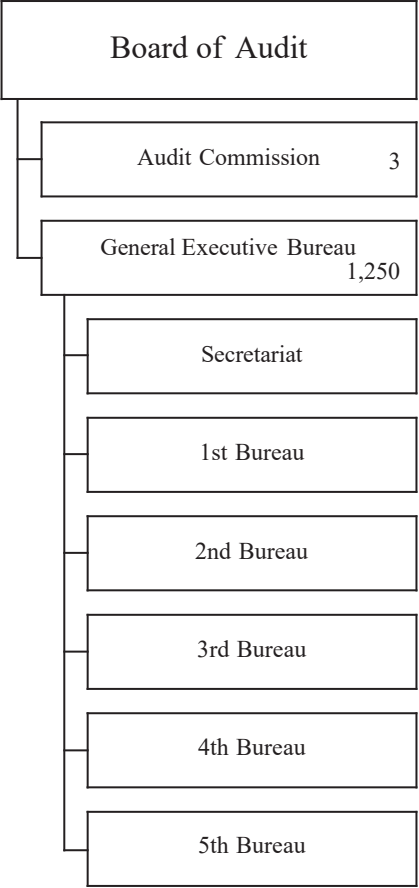 Board of Audit
Audit Commission 3
General Executive Bureau
1,250
Secretariat
1st Bureau
2nd Bureau
3rd Bureau
4th Bureau
5th Bureau